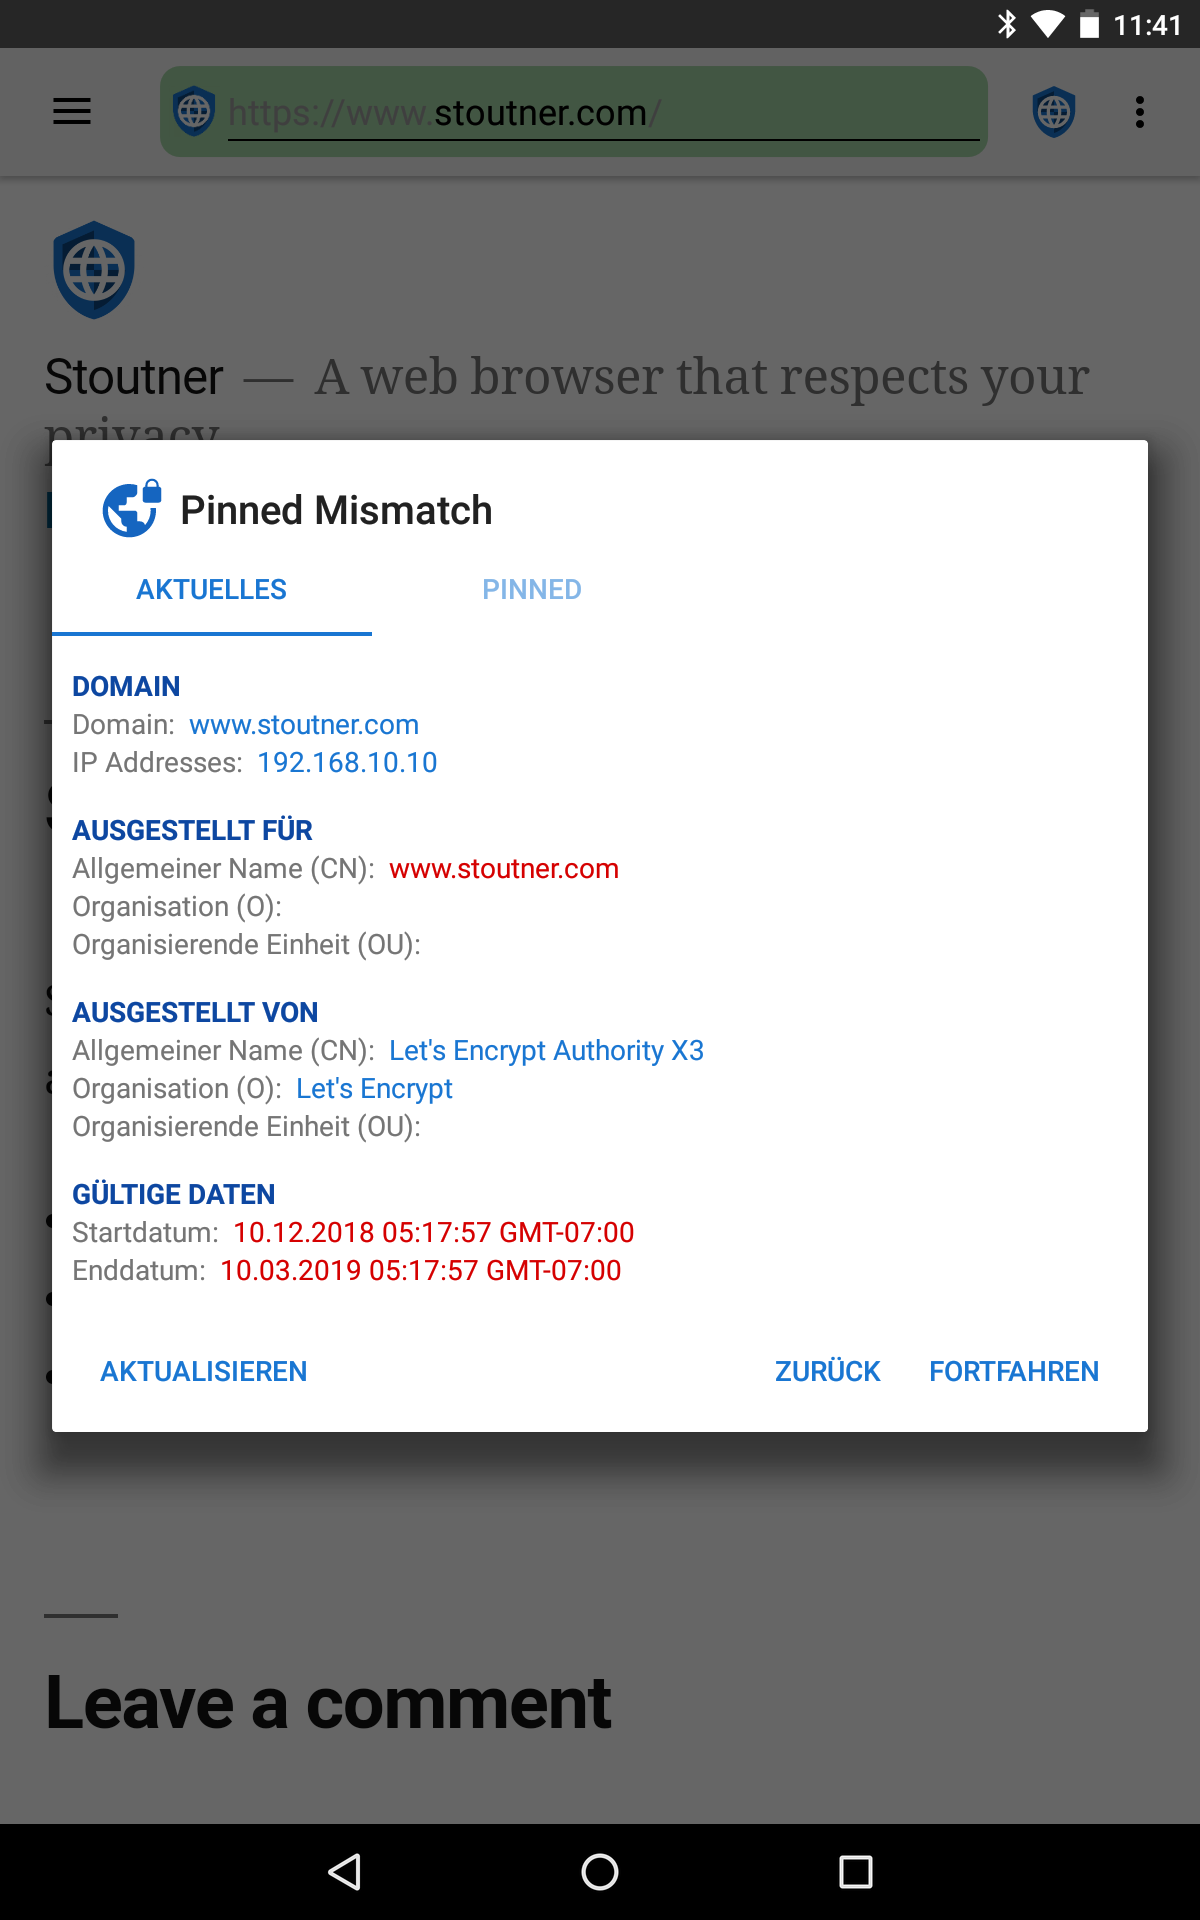 11:41
https://www.stoutner.com/
Stoutner — A web browser that respects your
privacy
Pinned Mismatch
AKTUELLES PINNED
DOMAIN
Domain: www.stoutner.com
IP Addresses: 192.168.10.10
AUSGESTELLT FÜR
Allgemeiner Name (CN): www.stoutner.com
Organisation (O):
Organisierende Einheit (OU):
AUSGESTELLT VON
Allgemeiner Name (CN): Let's Encrypt Authority X3
Organisation (O): Let's Encrypt
Organisierende Einheit (OU):
GÜLTIGE DATEN
Startdatum: 10.12.2018 05:17:57 GMT-07:00
Enddatum: 10.03.2019 05:17:57 GMT-07:00
AKTUALISIEREN ZURÜCK FORTFAHREN
Leave a comment